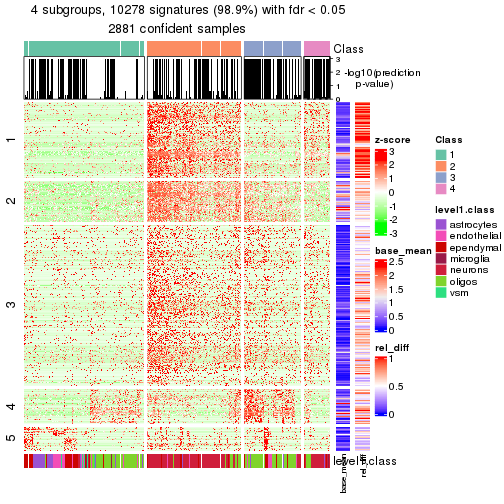 4 subgroups, 10278 signatures (98.9%) with fdr < 0.05
2881 confident samples
Class
3
2
1
0
-log10(prediction
p-value)
1
2
3
4
5
z-score
3
2
1
0
-1
-2
-3
base_mean
2.5
2
1.5
1
0.5
0
rel_diff
1
0.5
0
Class
1
2
3
4
level1.class
astrocytes
endothelial
ependymal
microglia
neurons
oligos
vsm
level1.class